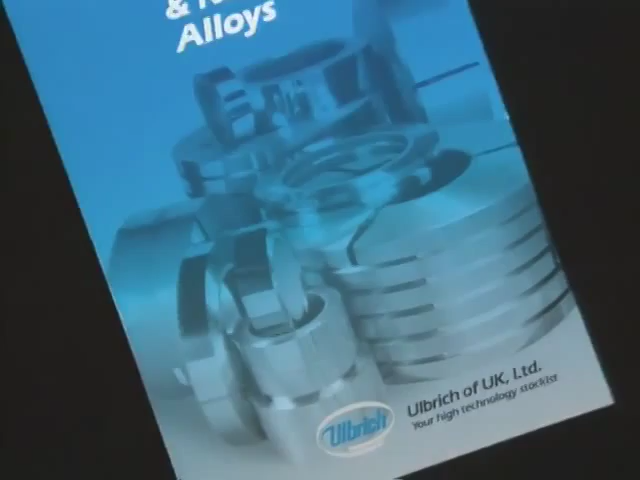 &
Alloys
Ulbrich
Ulbrich of UK, Ltd.
Your high technology stockist